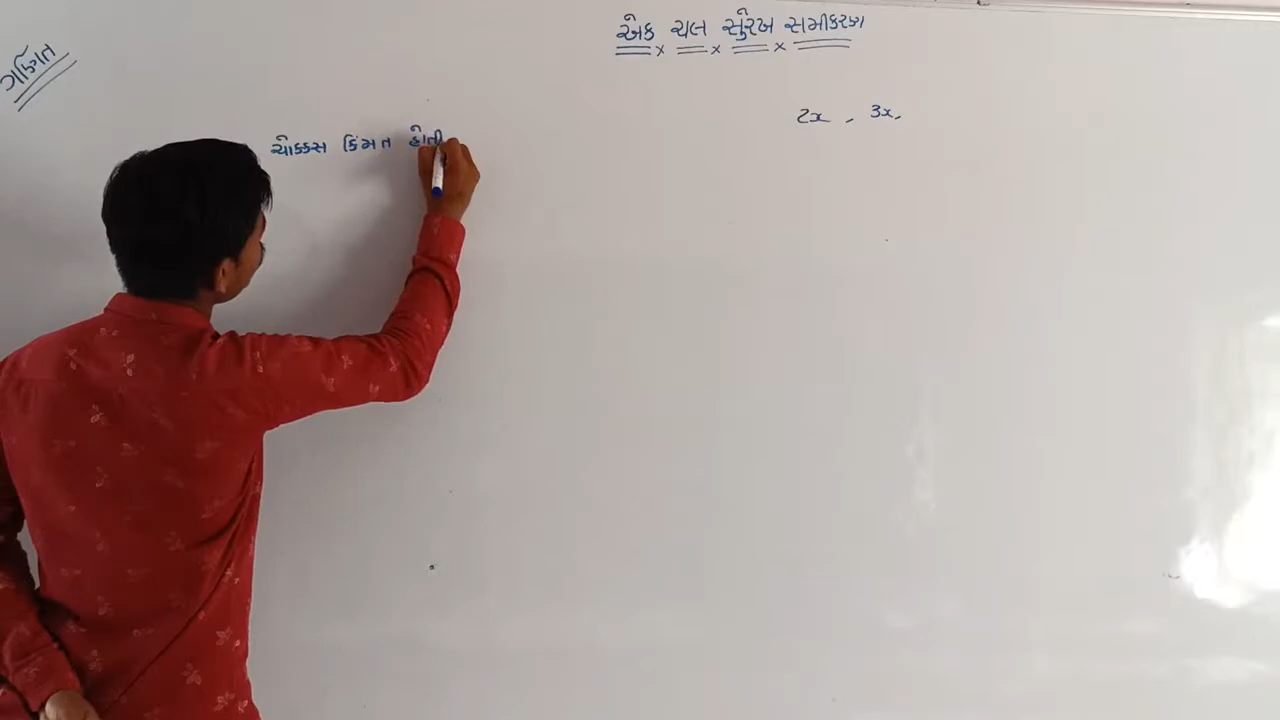 એક ચલ સુરેખ સમીકરણ
ગણિત
2x , 3x,
ચોક્કસ કિંમત હોતી